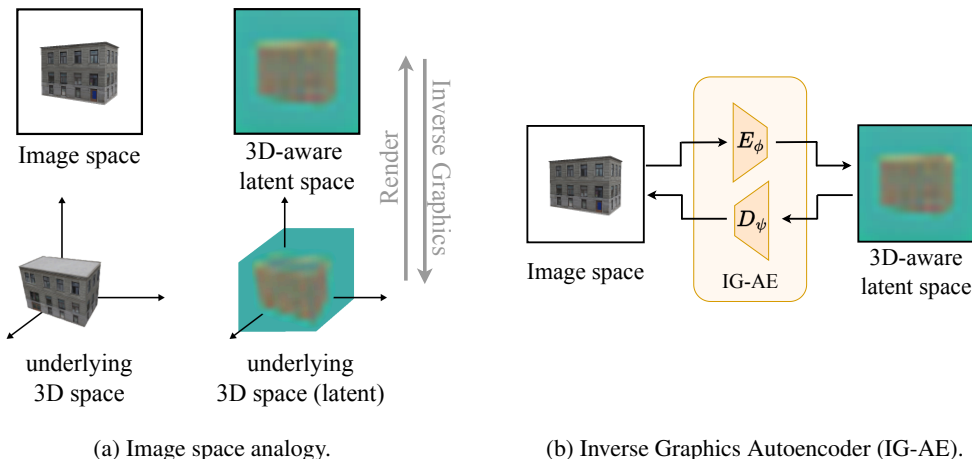 Image space
3D-aware
latent space
Render
Inverse Graphics
underlying
3D space
underlying
3D space (latent)
(a) Image space analogy.
E_ϕ
D_ψ
IG-AE
Image space
3D-aware
latent space
(b) Inverse Graphics Autoencoder (IG-AE).